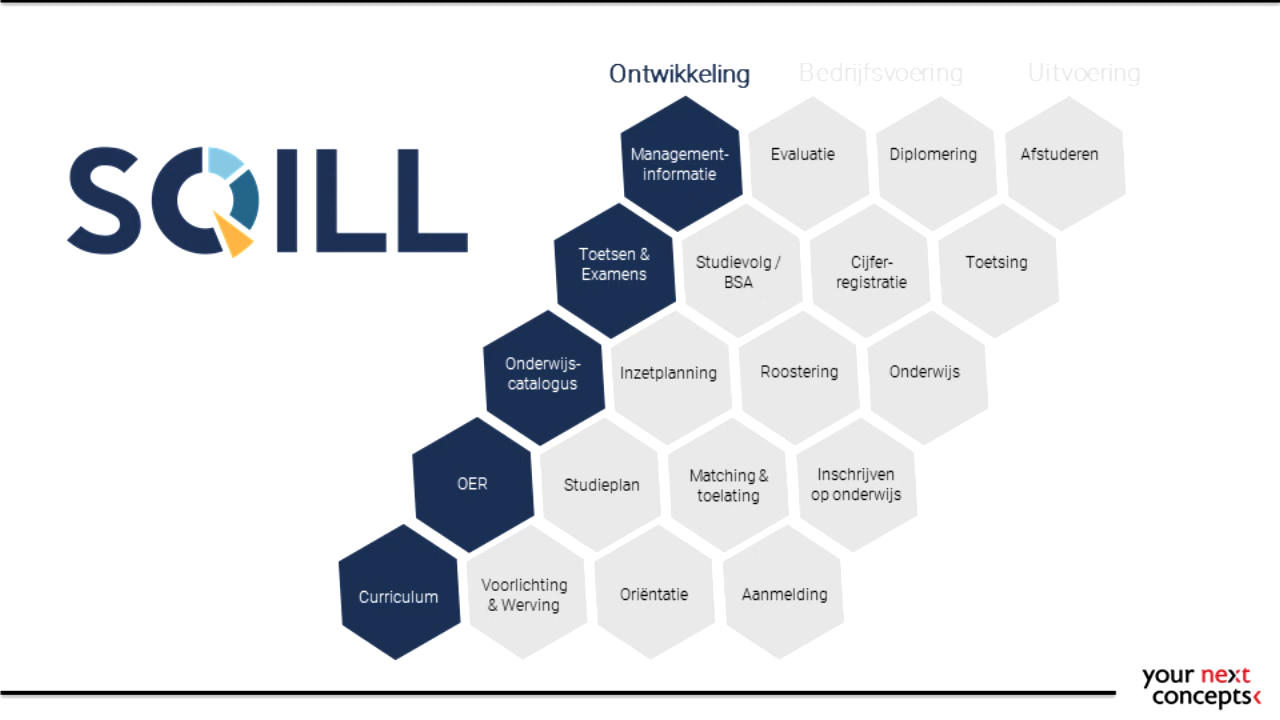 Ontwikkeling Bedrijfsvoering Uitvoering
SQILL
Management-
informatie
Evaluatie
Diplomering
Afstuderen
Toetsen &
Examens
Studievolg /
BSA
Cijfer-
registratie
Toetsing
Onderwijs-
catalogus
Inzetplanning
Roostering
Onderwijs
OER
Studieplan
Matching &
toelating
Inschrijven
op onderwijs
Curriculum
Voorlichting
& Werving
Oriëntatie
Aanmelding
your next
concepts